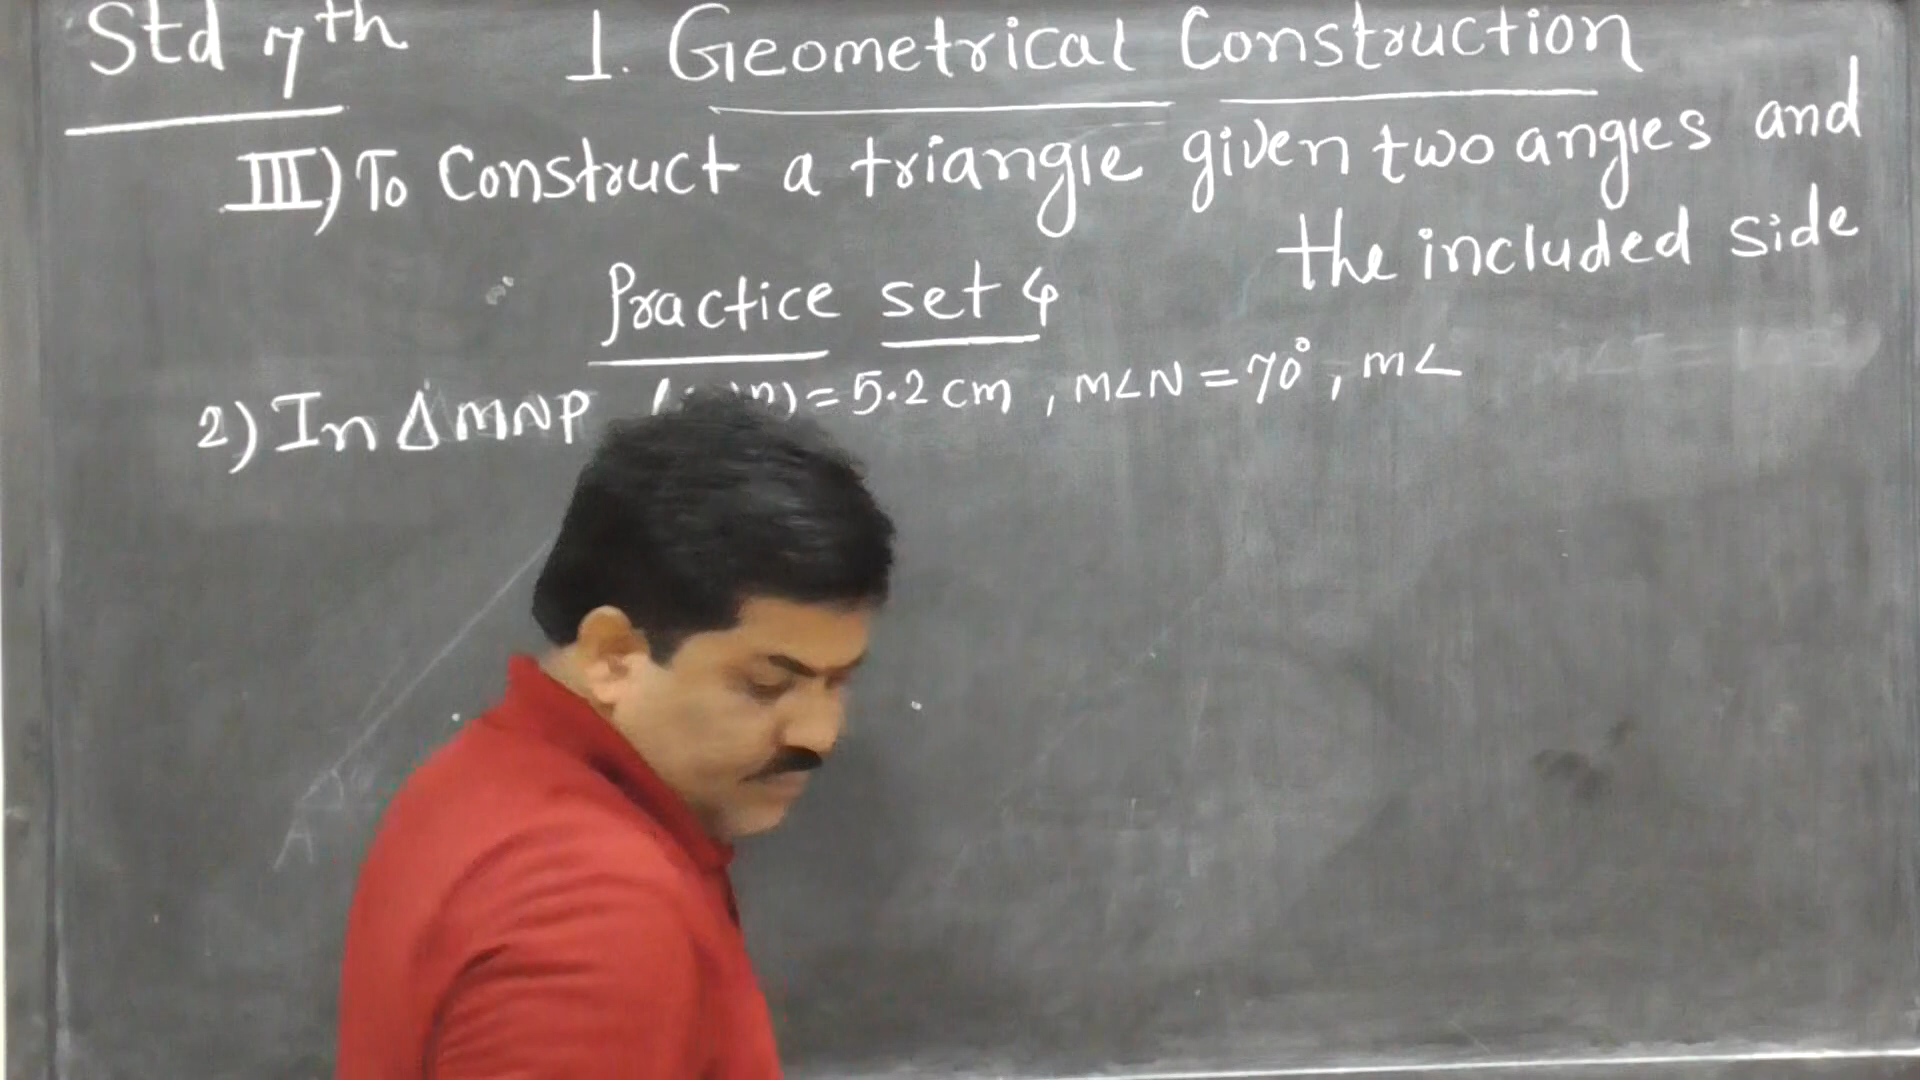 Std 7th 1. Geometrical Construction
III) To Construct a triangle given two angles and
the included side
Practice set 4
2) In ΔMNP = 5.2 cm, m∠N = 70°, m∠